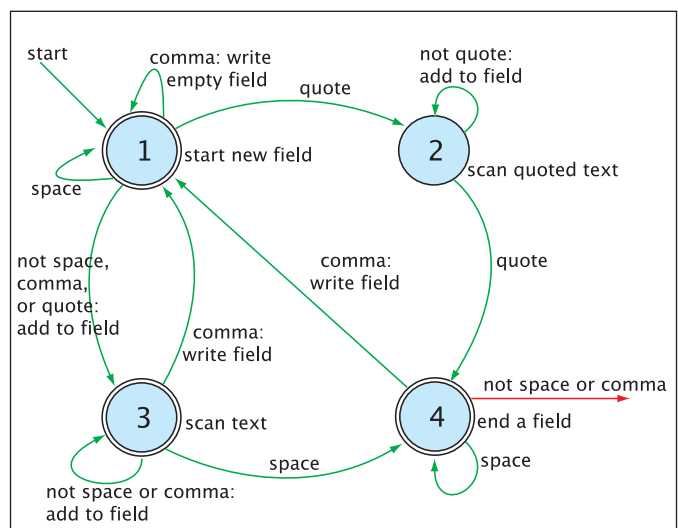 start
comma: write
empty field
quote
not quote:
add to field
1
start new field
2
scan quoted text
space
not space,
comma,
or quote:
add to field
comma:
write field
comma:
write field
quote
not space or comma
3
scan text
4
end a field
space
space
not space or comma:
add to field